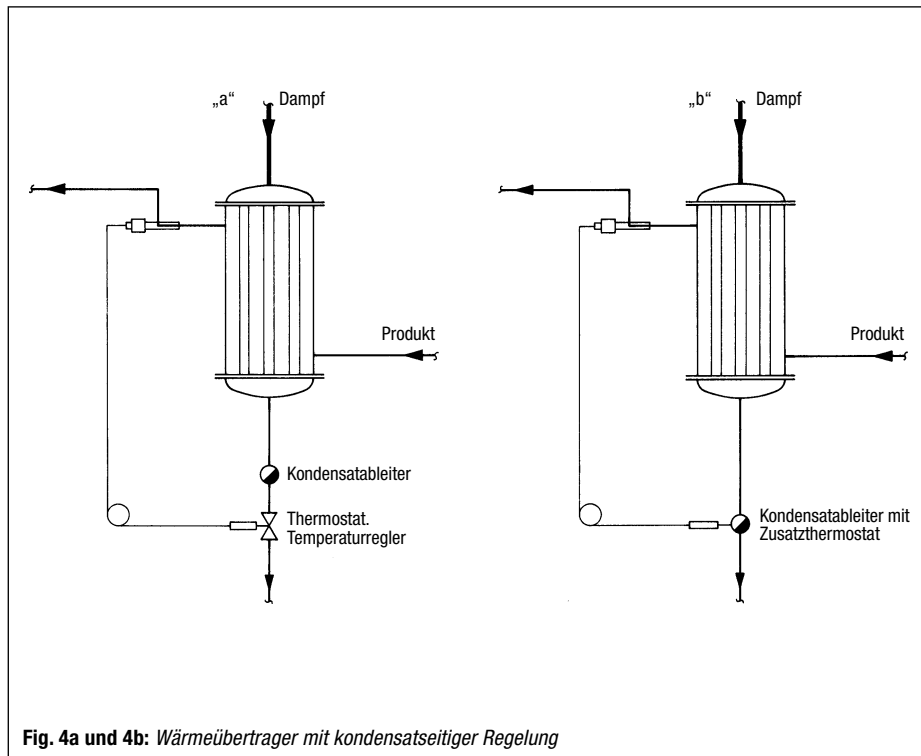 „a“ Dampf
Produkt
Kondensatableiter
Thermostat.
Temperaturregler
„b“ Dampf
Produkt
Kondensatableiter mit
Zusatzthermostat
Fig. 4a und 4b: Wärmeübertrager mit kondensatseitiger Regelung